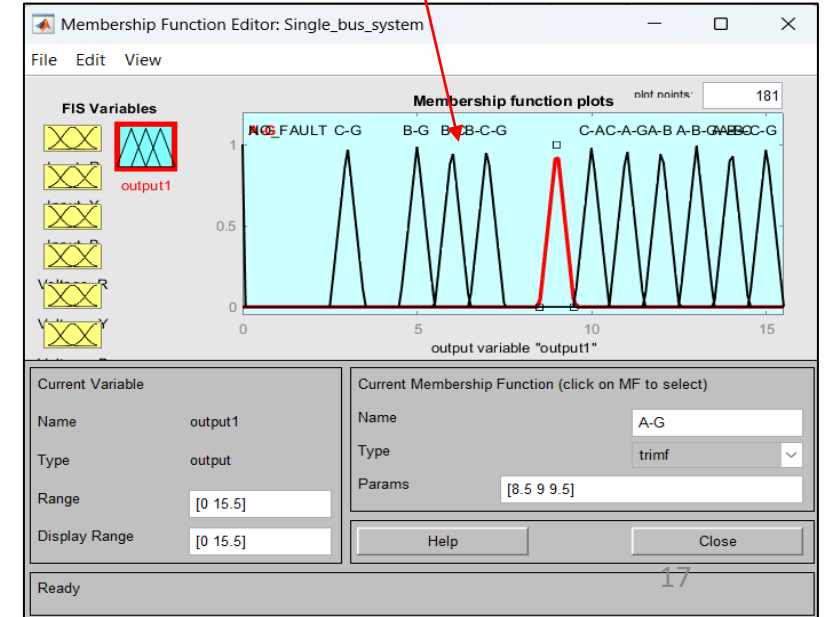 Membership Function Editor: Single_bus_system
File Edit View
FIS Variables
Membership function plots
plot points:
181
output1
NO_FAULT C-G B-G B-C B-C-G C-A C-A-G A-B A-B-G
1
0.5
0
0 5 10 15
output variable "output1"
Current Variable
Name output1
Type output
Range [0 15.5]
Display Range [0 15.5]
Current Membership Function (click on MF to select)
Name A-G
Type trimf
Params [8.5 9 9.5]
Help Close
17
Ready